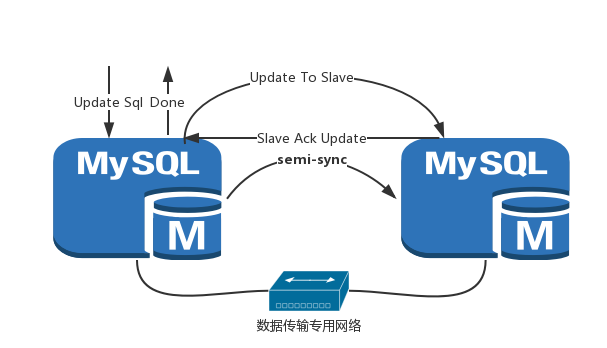 Update To Slave
Update Sql
Done
Slave Ack Update
semi-sync
MySQL
M
MySQL
M
数据传输专用网络